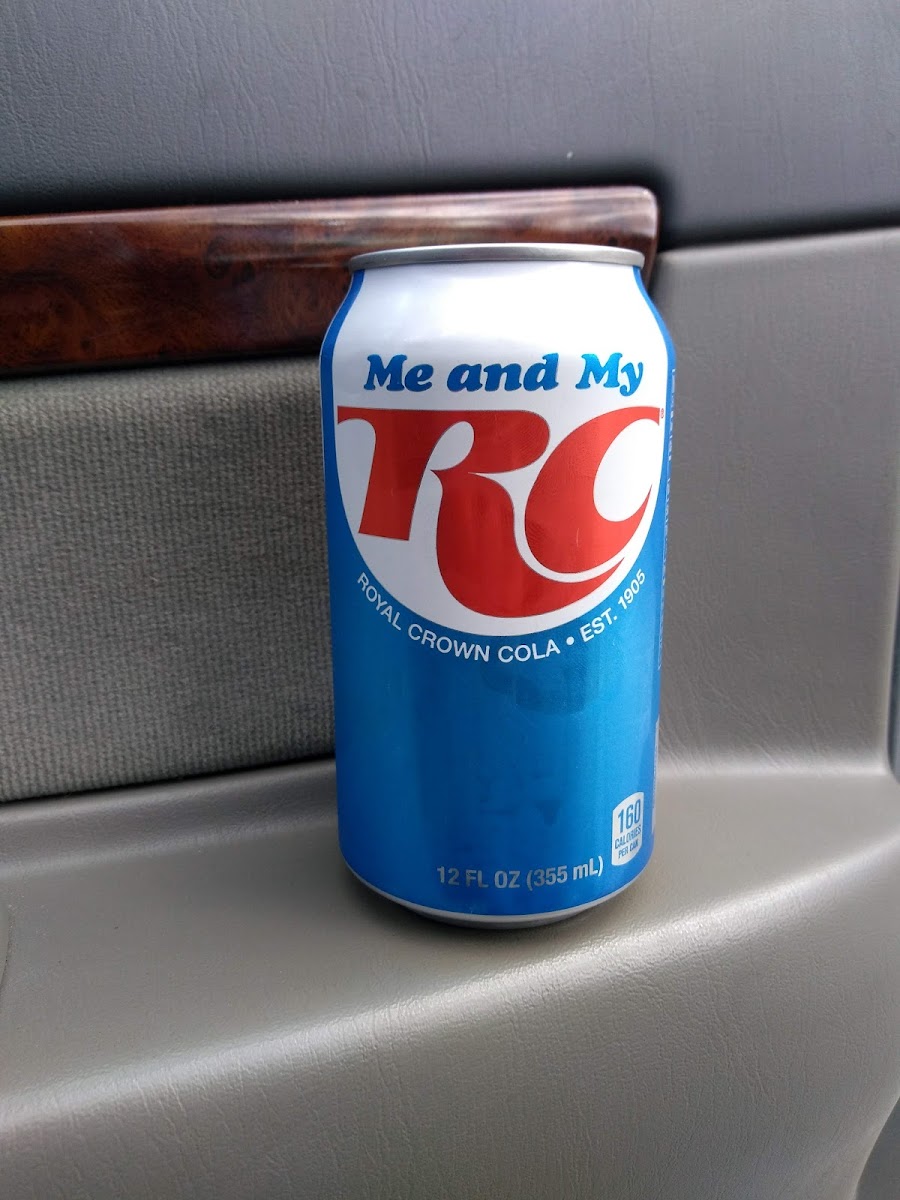 Me and My
RC®
ROYAL CROWN COLA • EST. 1905
160
CALORIES
PER CAN
12 FL OZ (355 mL)